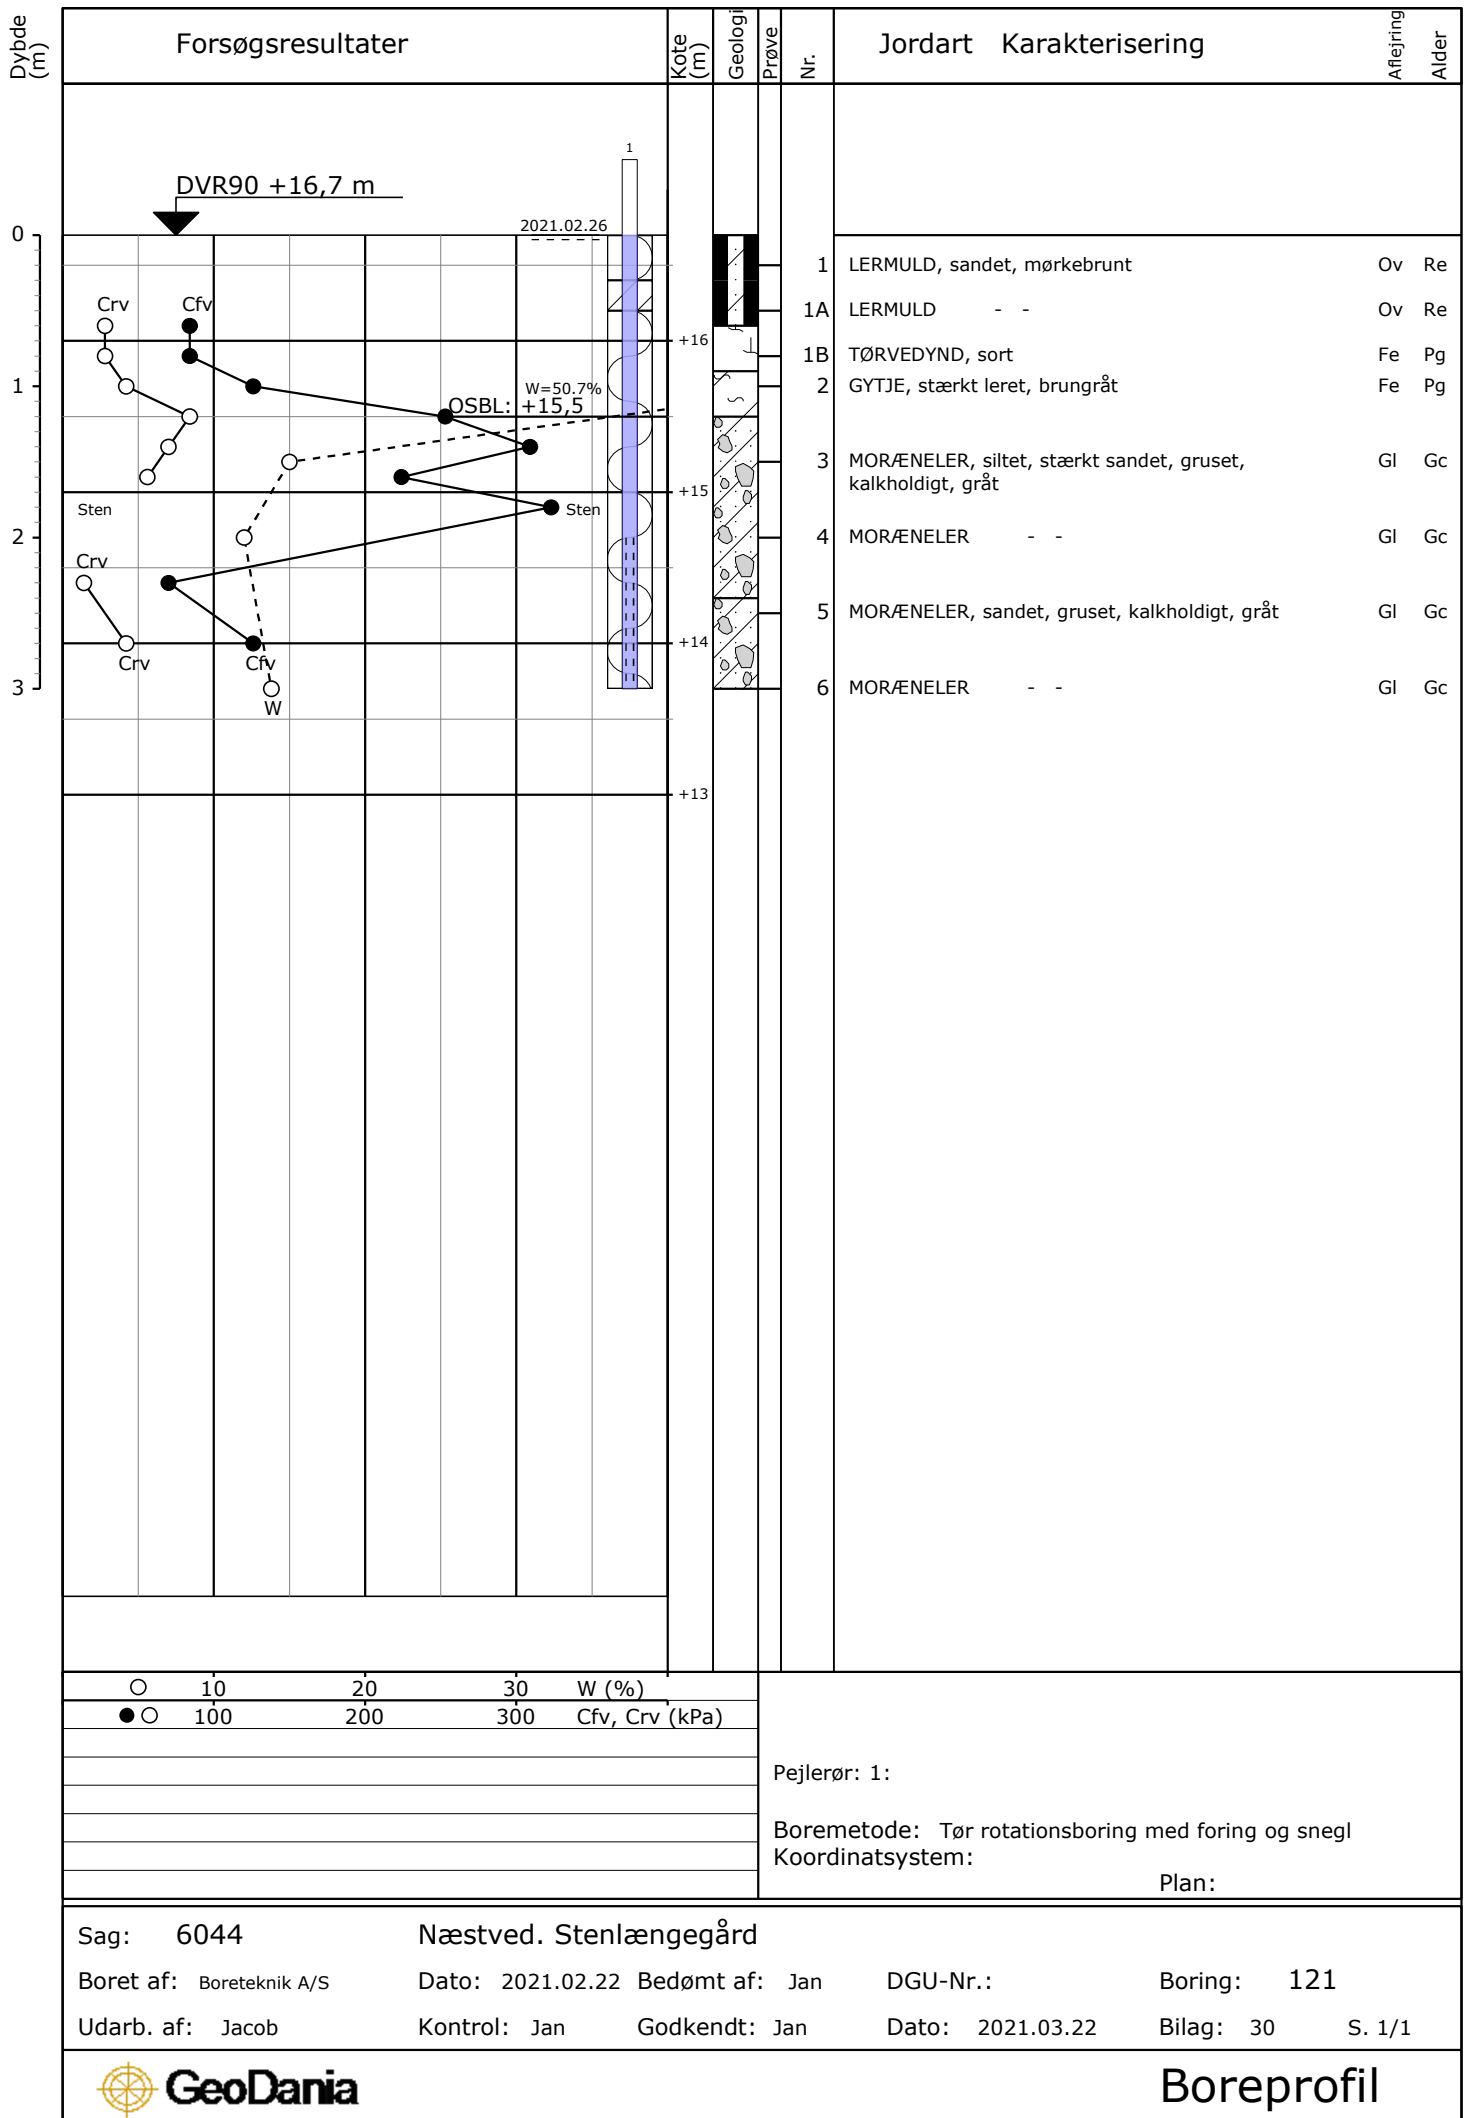 Dybde (m)
Forsøgsresultater
Kote (m)
Geologi
Prøve
Nr.
Jordart Karakterisering
Aflejring
Alder
1
DVR90 +16,7 m
2021.02.26
0
1 LERMULD, sandet, mørkebrunt Ov Re
Crv Cfv
1A LERMULD - - Ov Re
+16
1B TØRVEDYND, sort Fe Pg
1
W=50.7%
2 GYTJE, stærkt leret, brungråt Fe Pg
OSBL: +15,5
3 MORÆNELER, siltet, stærkt sandet, gruset, Gl Gc
kalkholdigt, gråt
+15
Sten Sten
2
4 MORÆNELER - - Gl Gc
Crv
5 MORÆNELER, sandet, gruset, kalkholdigt, gråt Gl Gc
+14
Crv Cfv
3
6 MORÆNELER - - Gl Gc
W
+13
10 20 30 W (%)
100 200 300 Cfv, Crv (kPa)
Pejlerør: 1:
Boremetode: Tør rotationsboring med foring og snegl
Koordinatsystem:
Plan:
Sag: 6044 Næstved. Stenlængegård
Boret af: Boreteknik A/S Dato: 2021.02.22 Bedømt af: Jan DGU-Nr.: Boring: 121
Udarb. af: Jacob Kontrol: Jan Godkendt: Jan Dato: 2021.03.22 Bilag: 30 S. 1/1
GeoDania
Boreprofil